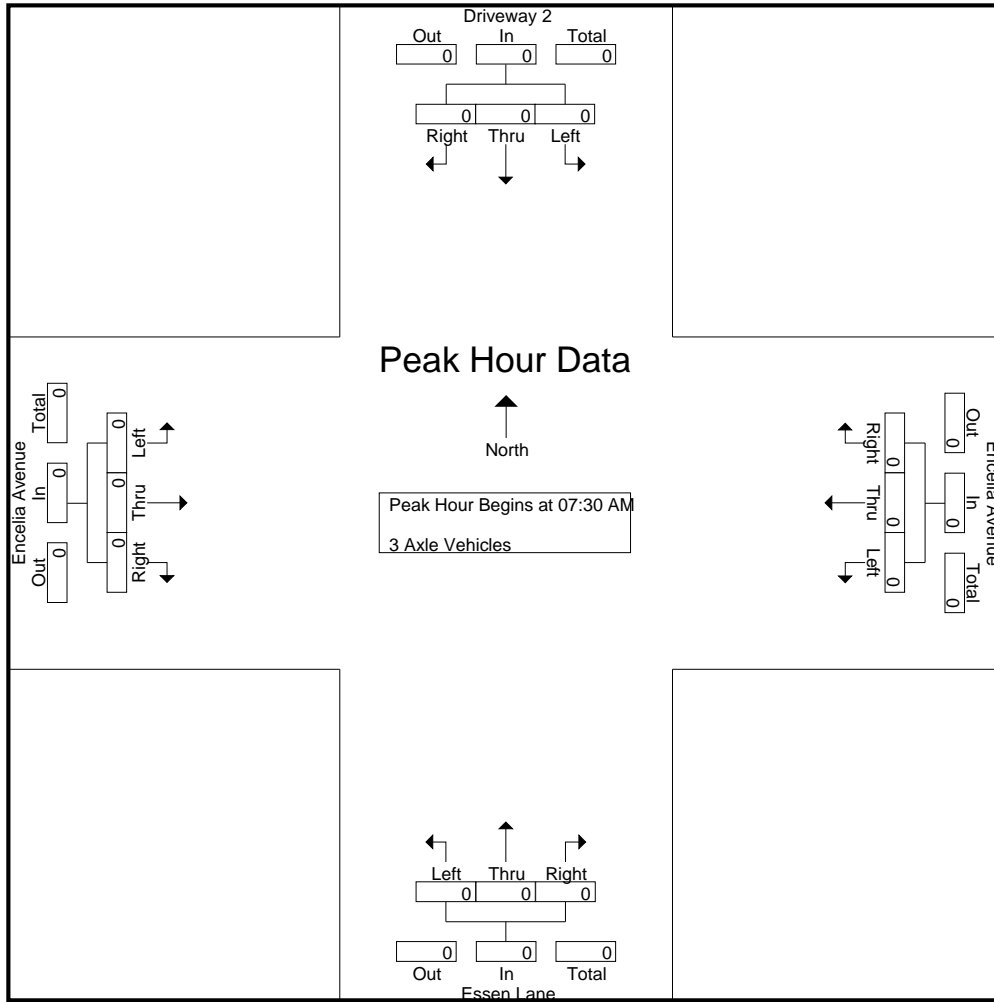 Driveway 2
Out In Total
0 0 0
0 0 0
Right Thru Left
Peak Hour Data
North
Peak Hour Begins at 07:30 AM
3 Axle Vehicles
Encelia Avenue
Out In Total
0 0 0
0 0 0
Right Thru Left
Encelia Avenue
Out In Total
0 0 0
0 0 0
Right Thru Left
Left Thru Right
0 0 0
0 0 0
Out In Total
Essen Lane